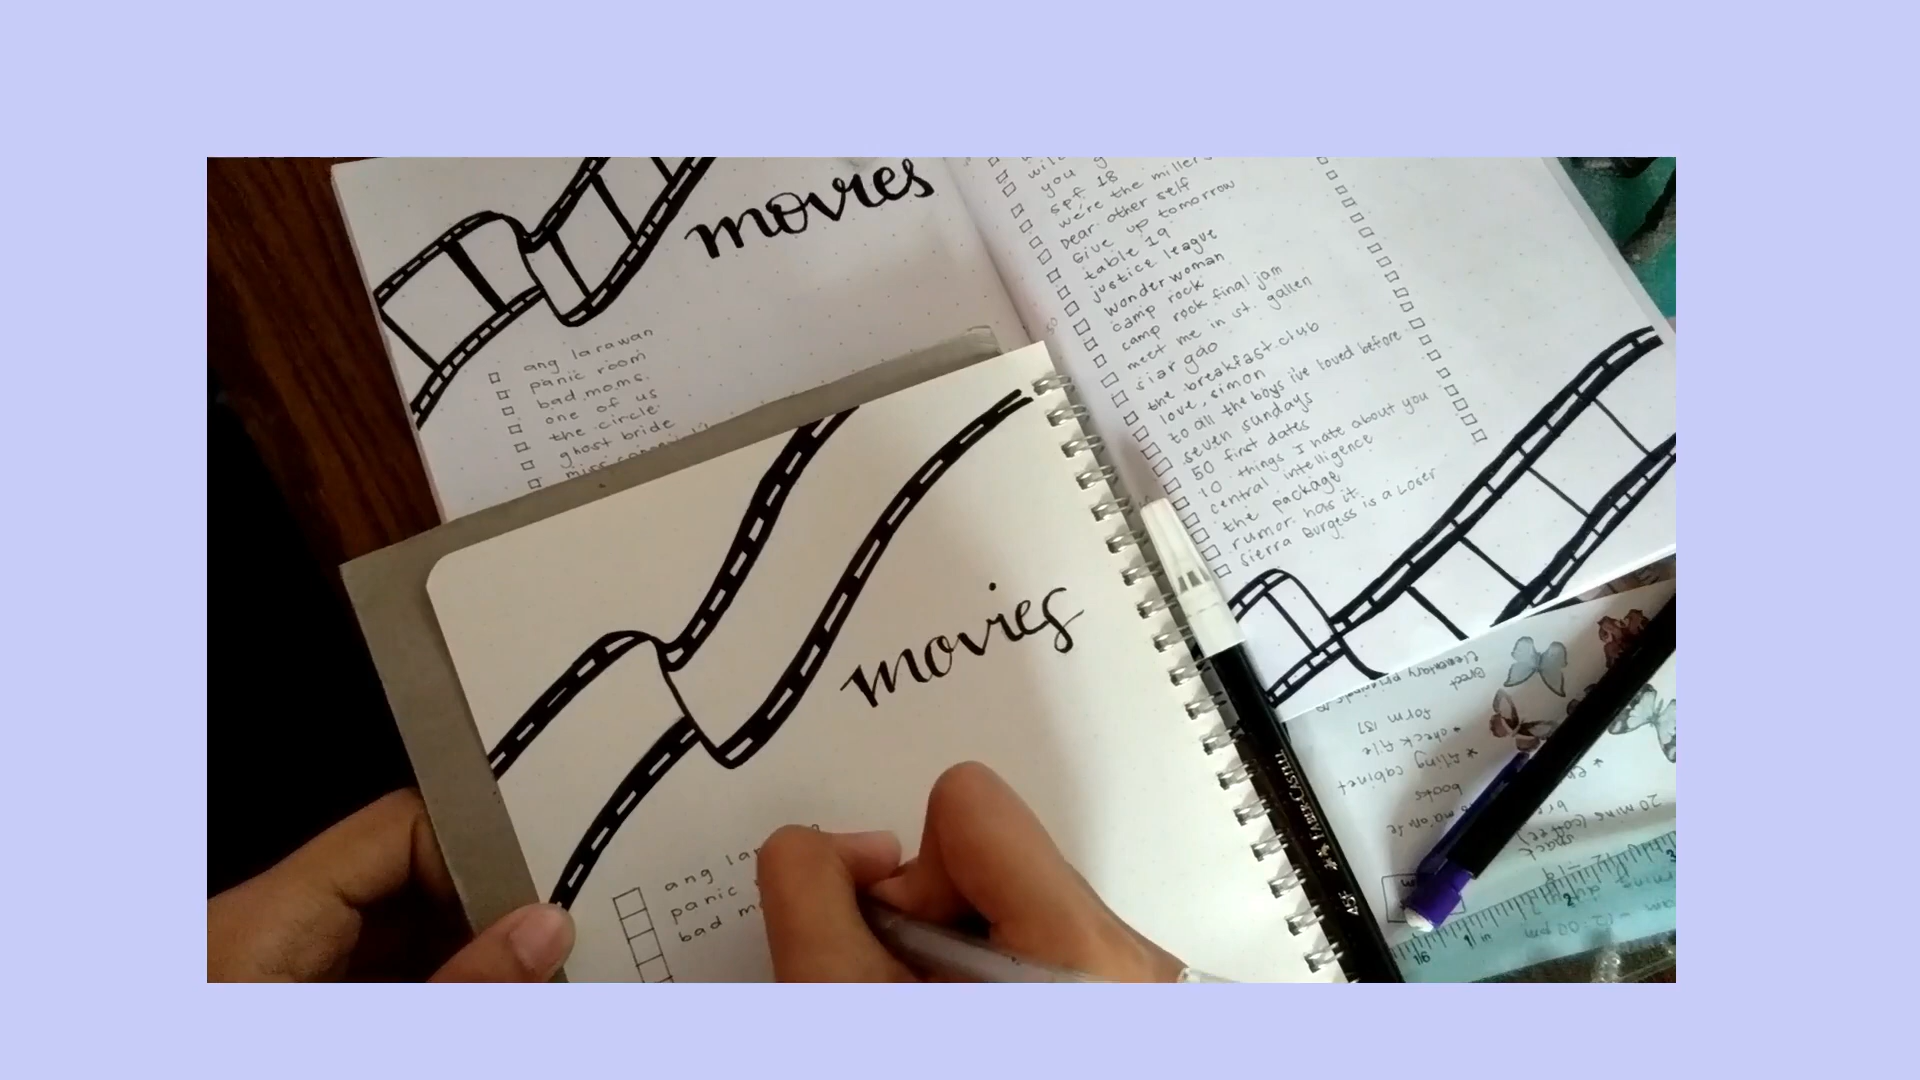 movies
ang larawan
panic room
bad moms.
one of us
the circle
ghost bride
you
spf 18
we're the millers
Dear other self
Give up tomorrow
table 19
justice league
wonder woman
camp rock
camp rock final jam
meet me in st. gallen
siargao
the breakfast club
love, simon
to all the boys i've loved before
seven sundays
50 first dates
10 things I hate about you
central intelligence
the package
rumor has it.
Sierra Burgess is a Loser
movies
ang
panic
bad
FABER-CASTELL
Direct
Form 137
* check file
* filing cabinet
books
20 mins
(coffee)